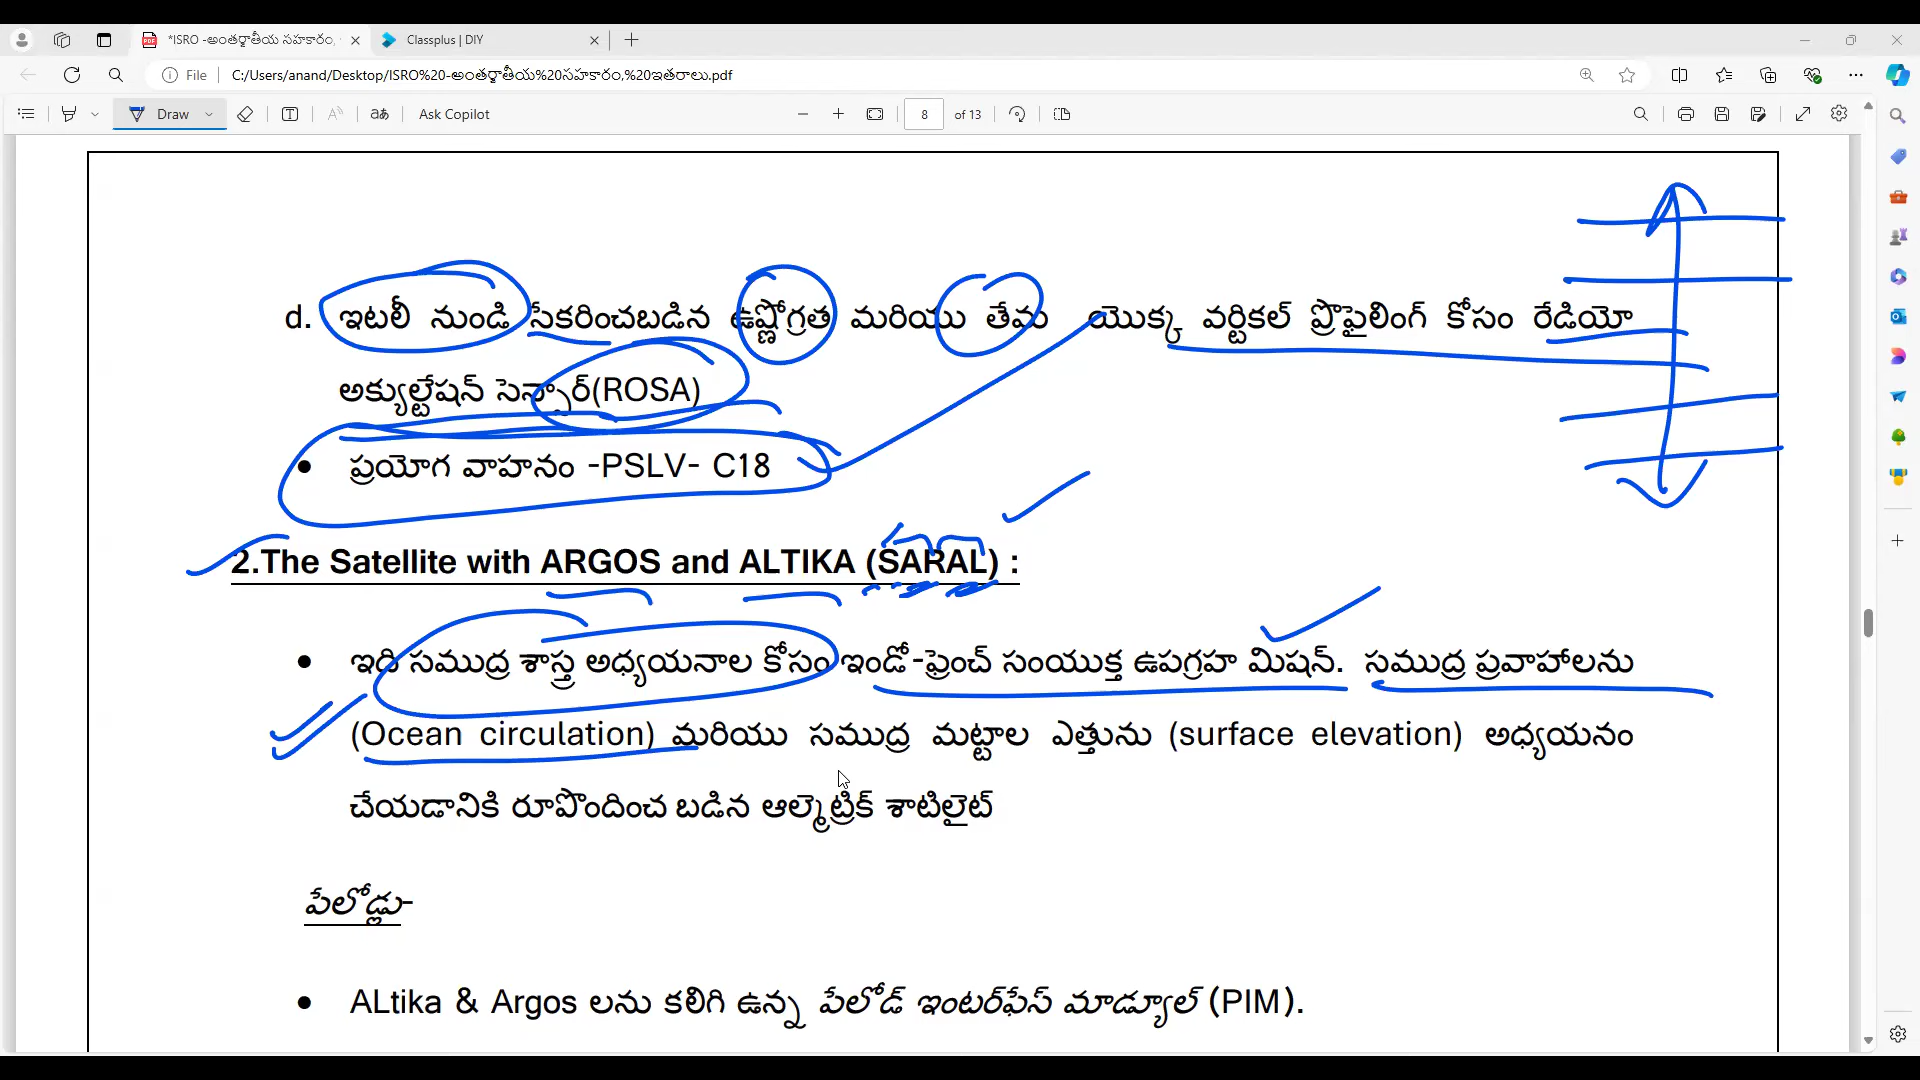 *ISRO -అంతర్జాతీయ సహకారం,
Classplus | DIY
File
C:/Users/anand/Desktop/ISRO%20-అంతర్జాతీయ%20సహకారం,%20ఇతరాలు.pdf
Draw
Ask Copilot
8
of 13
d. ఇటలీ నుండి సేకరించబడిన ఉష్ణోగ్రత మరియు తేమ యొక్క వర్టికల్ ప్రొఫైలింగ్ కోసం రేడియో
అక్యుల్టేషన్ సెన్సార్(ROSA)
• ప్రయోగ వాహనం -PSLV- C18
2.The Satellite with ARGOS and ALTIKA (SARAL) :
• ఇది సముద్ర శాస్త్ర అధ్యయనాల కోసం ఇండో-ఫ్రెంచ్ సంయుక్త ఉపగ్రహ మిషన్. సముద్ర ప్రవాహాలను
(Ocean circulation) మరియు సముద్ర మట్టాల ఎత్తును (surface elevation) అధ్యయనం
చేయడానికి రూపొందించ బడిన ఆల్మెట్రిక్ శాటిలైట్
పేలోడ్లు-
• ALtika & Argos లను కలిగి ఉన్న పేలోడ్ ఇంటర్‌ఫేస్ మాడ్యూల్ (PIM).